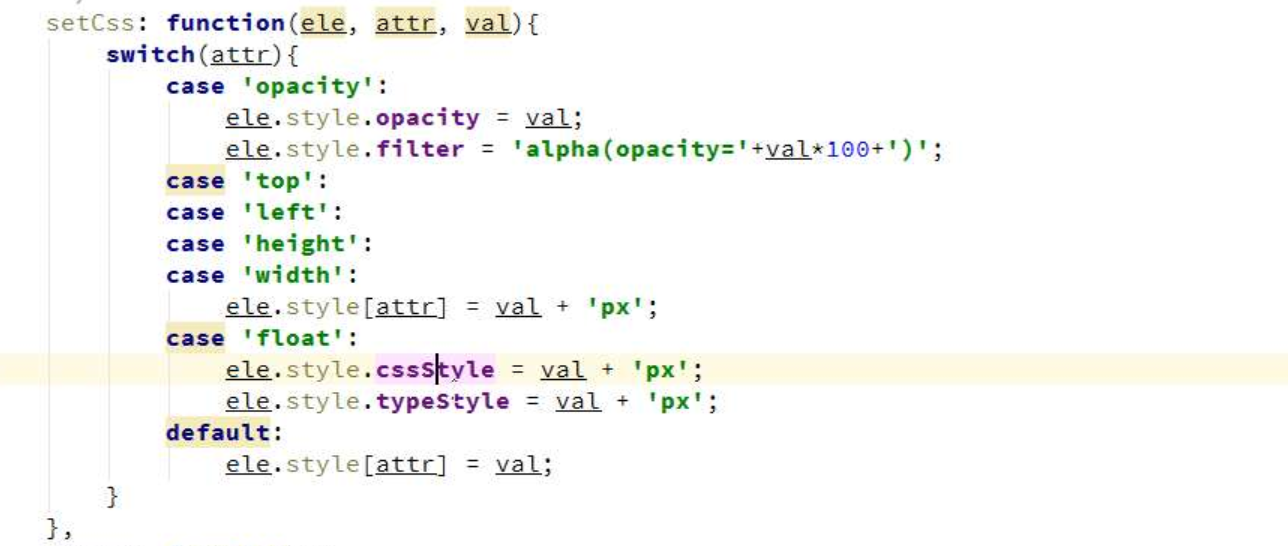 setCss: function(ele, attr, val){
switch(attr){
case 'opacity':
ele.style.opacity = val;
ele.style.filter = 'alpha(opacity='+val*100+')';
case 'top':
case 'left':
case 'height':
case 'width':
ele.style[attr] = val + 'px';
case 'float':
ele.style.cssStyle = val + 'px';
ele.style.typeStyle = val + 'px';
default:
ele.style[attr] = val;
}
},